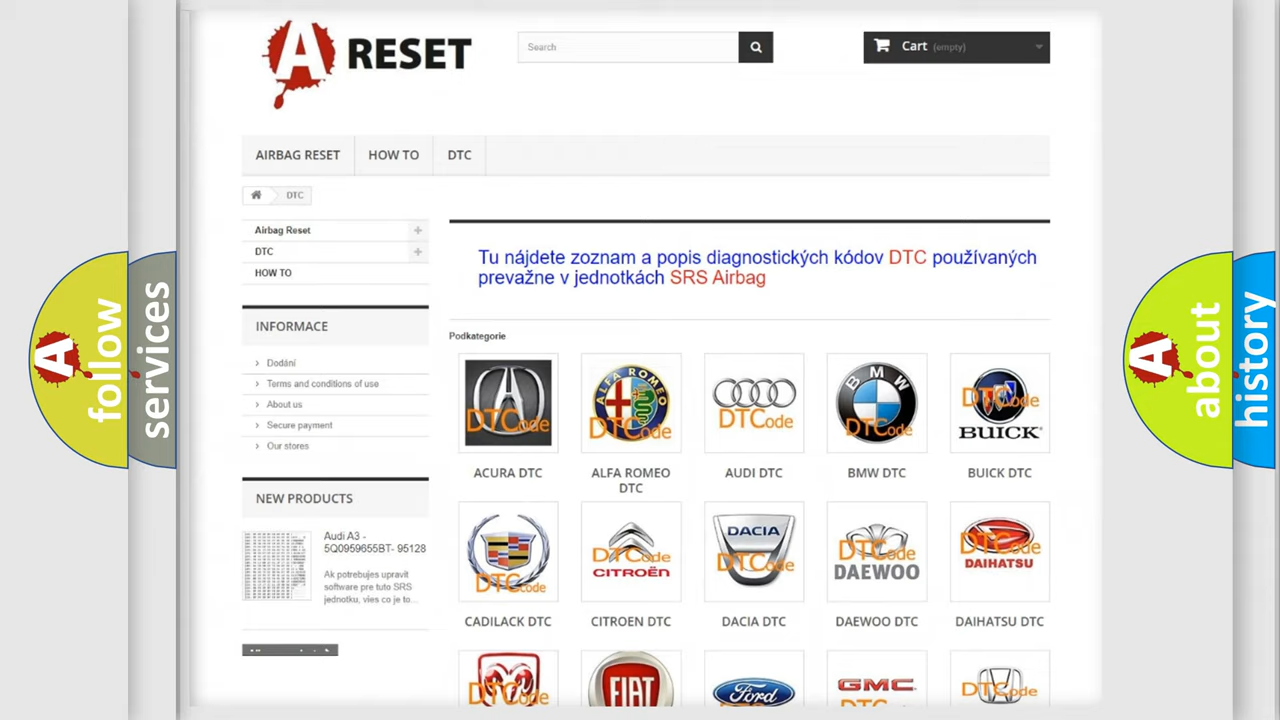 A RESET
Search
Cart (empty)
AIRBAG RESET
HOW TO
DTC
DTC
Airbag Reset
DTC
HOW TO
Tu nájdete zoznam a popis diagnostických kódov DTC používaných
prevažne v jednotkách SRS Airbag
INFORMACE
Dodání
Terms and conditions of use
About us
Secure payment
Our stores
Podkategorie
DTCode
ALFA ROMEO
DTCode
DTCode
BMW
DTCode
DTCode
BUICK
ACURA DTC
ALFA ROMEO
DTC
AUDI DTC
BMW DTC
BUICK DTC
NEW PRODUCTS
Audi A3 -
5Q0959655BT- 95128
Ak potrebujes upravit
software pre tuto SRS
jednotku, vies co je to...
DTCode
DTCode
CITROËN
DACIA
DTCode
DTCode
DAEWOO
DTCode
DAIHATSU
CADILACK DTC
CITROEN DTC
DACIA DTC
DAEWOO DTC
DAIHATSU DTC
DTCode
FIAT
Ford
GMC
DTCode
A follow
services
A about
history